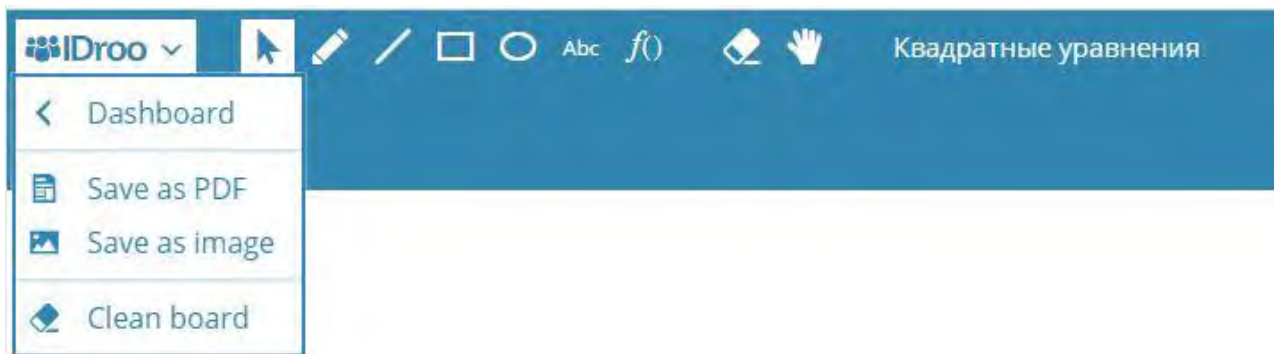 IDroo Abc f() Квадратные уравнения
Dashboard
Save as PDF
Save as image
Clean board